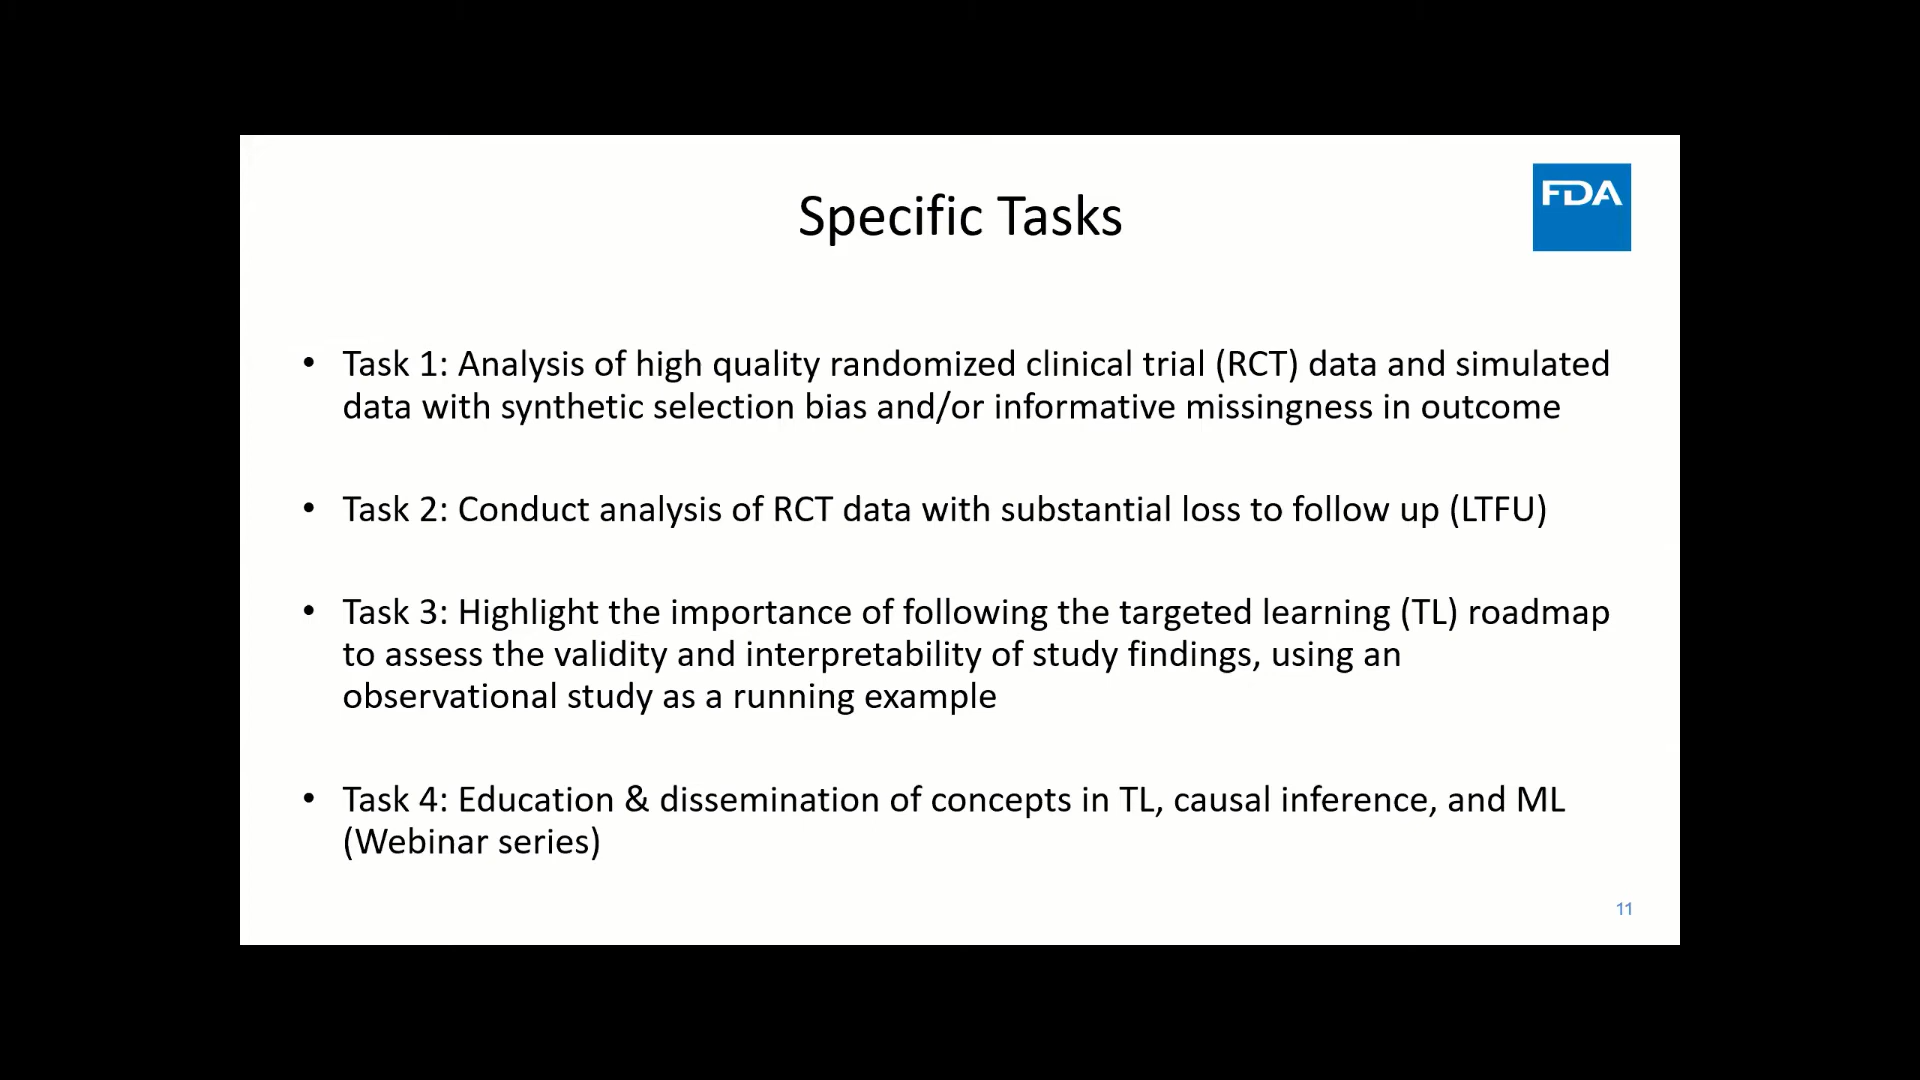 FDA
Specific Tasks
• Task 1: Analysis of high quality randomized clinical trial (RCT) data and simulated
data with synthetic selection bias and/or informative missingness in outcome
• Task 2: Conduct analysis of RCT data with substantial loss to follow up (LTFU)
• Task 3: Highlight the importance of following the targeted learning (TL) roadmap
to assess the validity and interpretability of study findings, using an
observational study as a running example
• Task 4: Education & dissemination of concepts in TL, causal inference, and ML
(Webinar series)
11